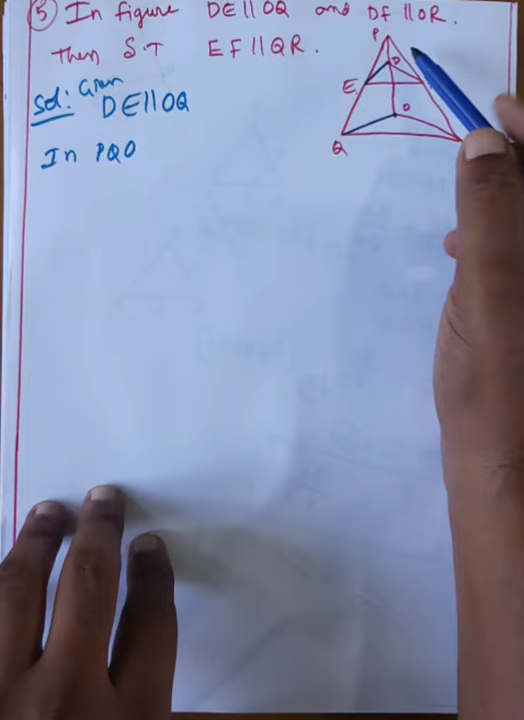 5) In figure DE||OQ and DF||OR.
Then S.T EF||QR.
Sol: Given
DE||OQ
In PQO
P
D
E
O
Q